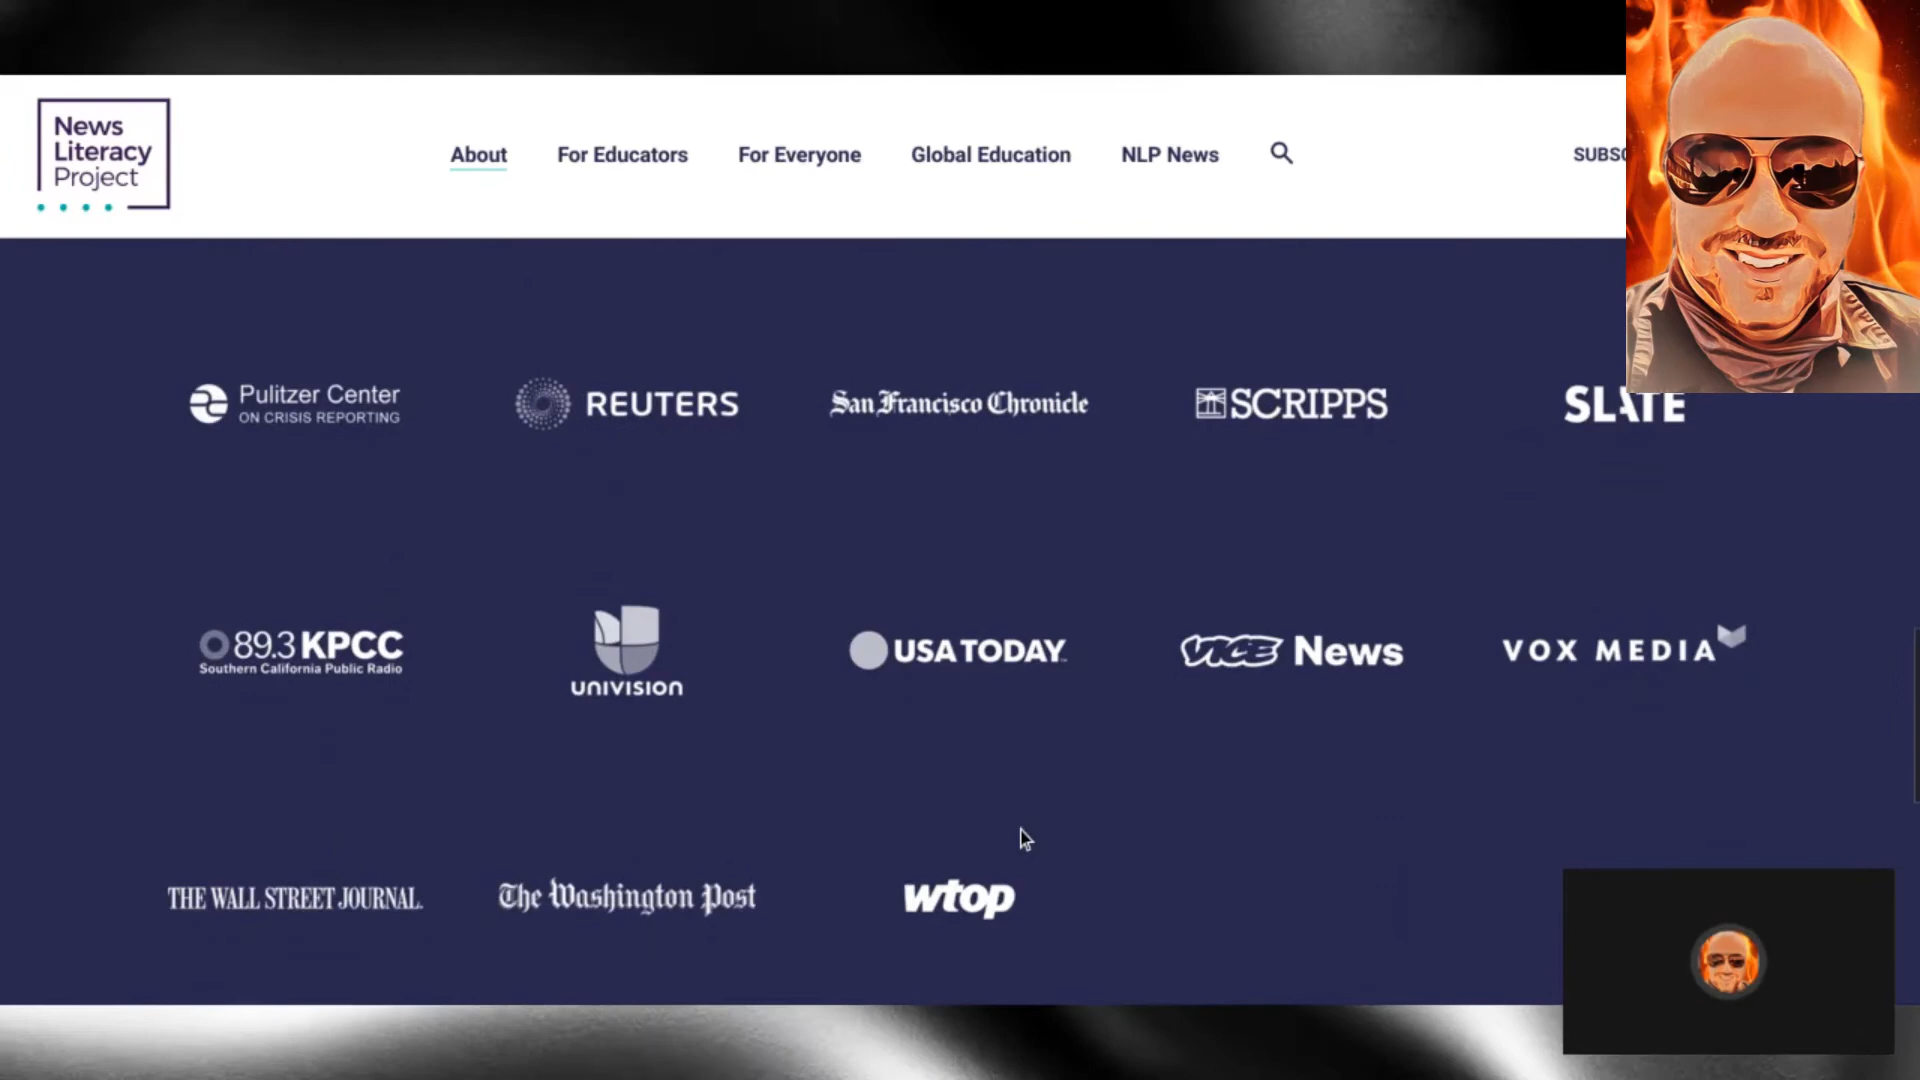 News
Literacy
Project
About
For Educators
For Everyone
Global Education
NLP News
Pulitzer Center
ON CRISIS REPORTING
REUTERS
San Francisco Chronicle
SCRIPPS
SLATE
89.3 KPCC
Southern California Public Radio
UNIVISION
USA TODAY
VICE News
VOX MEDIA
THE WALL STREET JOURNAL.
The Washington Post
wtop